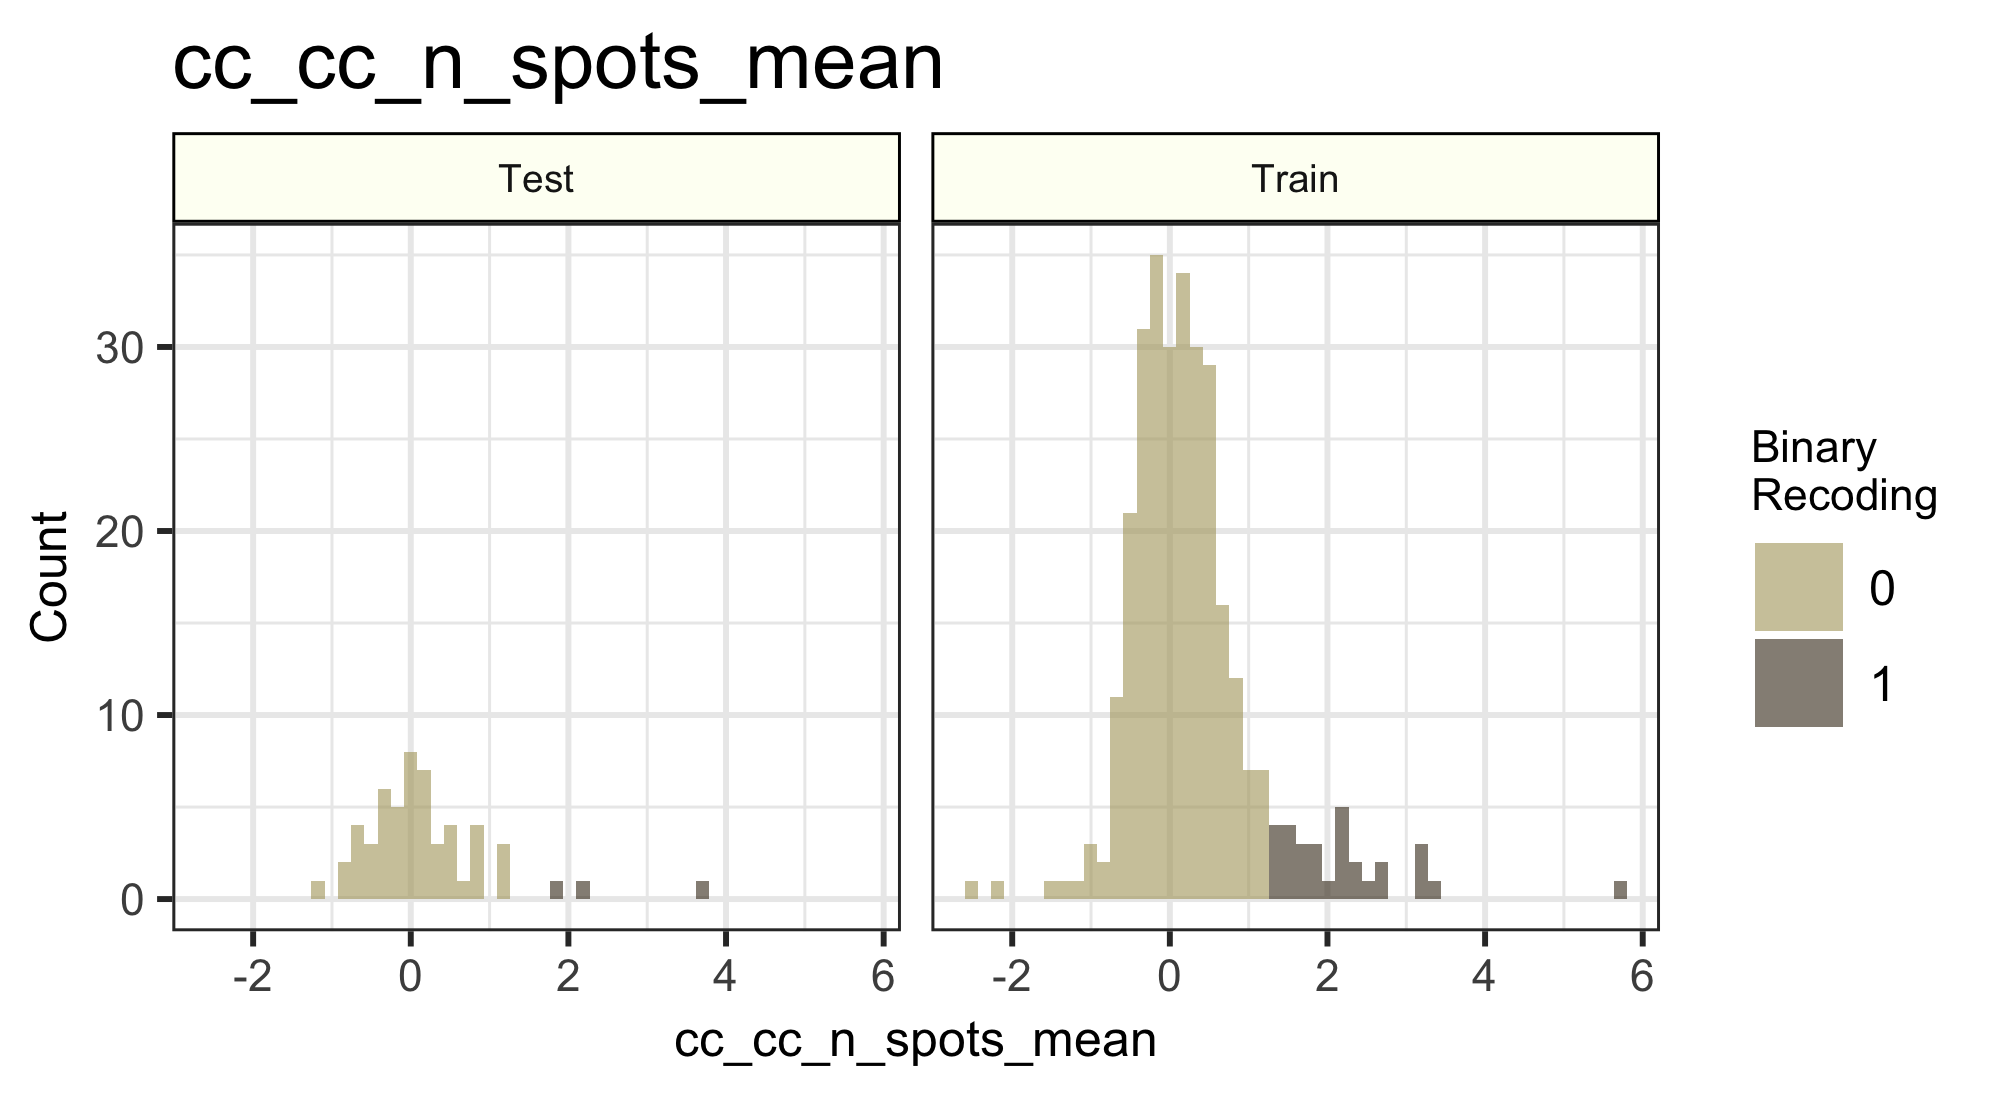 cc_cc_n_spots_mean
Test
Train
30
20
10
0
Count
-2
0
2
4
6
-2
0
2
4
6
cc_cc_n_spots_mean
Binary
Recoding
0
1